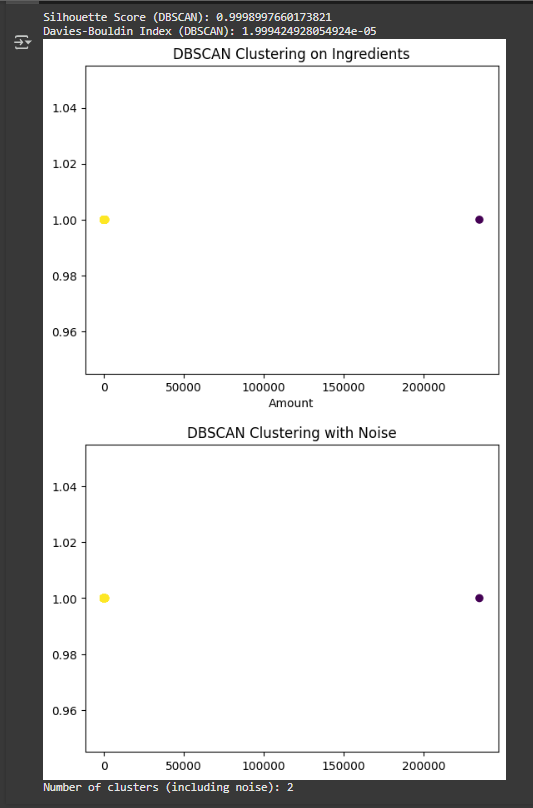 Silhouette Score (DBSCAN): 0.9998997660173821
Davies-Bouldin Index (DBSCAN): 1.999424928054924e-05
DBSCAN Clustering on Ingredients
1.04
1.02
1.00
0.98
0.96
0 50000 100000 150000 200000
Amount
DBSCAN Clustering with Noise
1.04
1.02
1.00
0.98
0.96
0 50000 100000 150000 200000
Number of clusters (including noise): 2